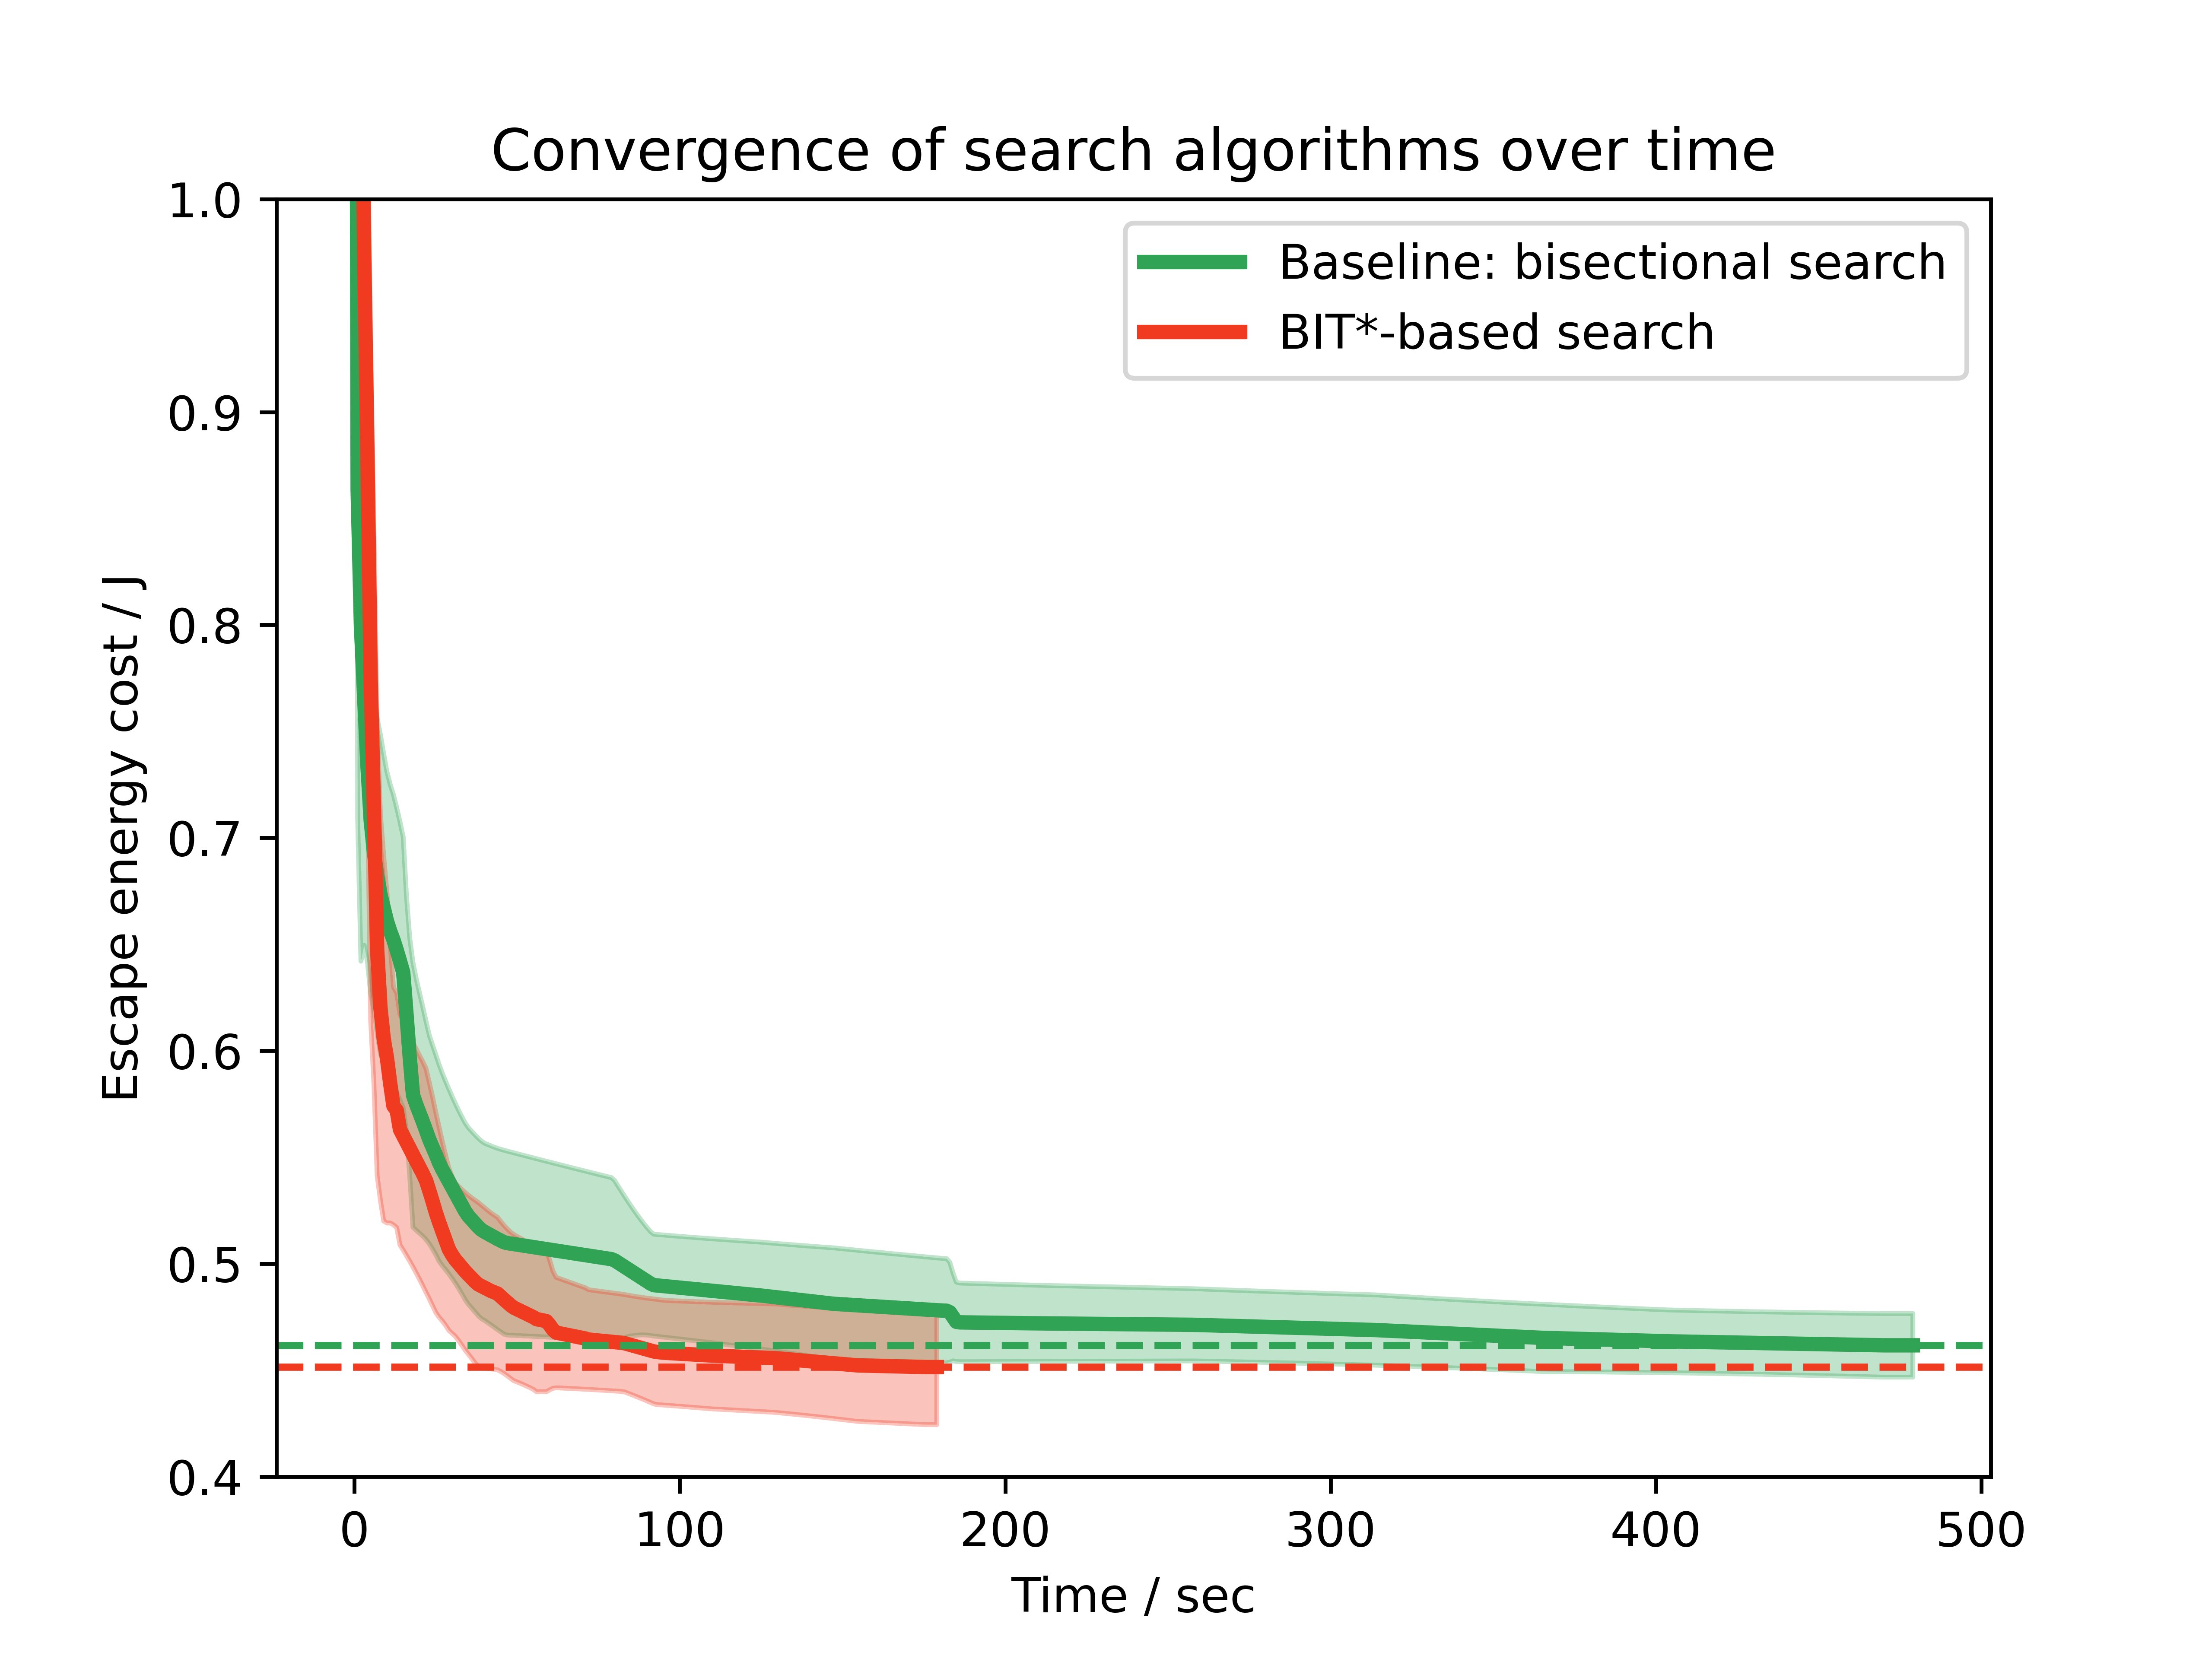 Convergence of search algorithms over time
Baseline: bisectional search
BIT*-based search
Escape energy cost / J
1.0
0.9
0.8
0.7
0.6
0.5
0.4
0
100
200
300
400
500
Time / sec